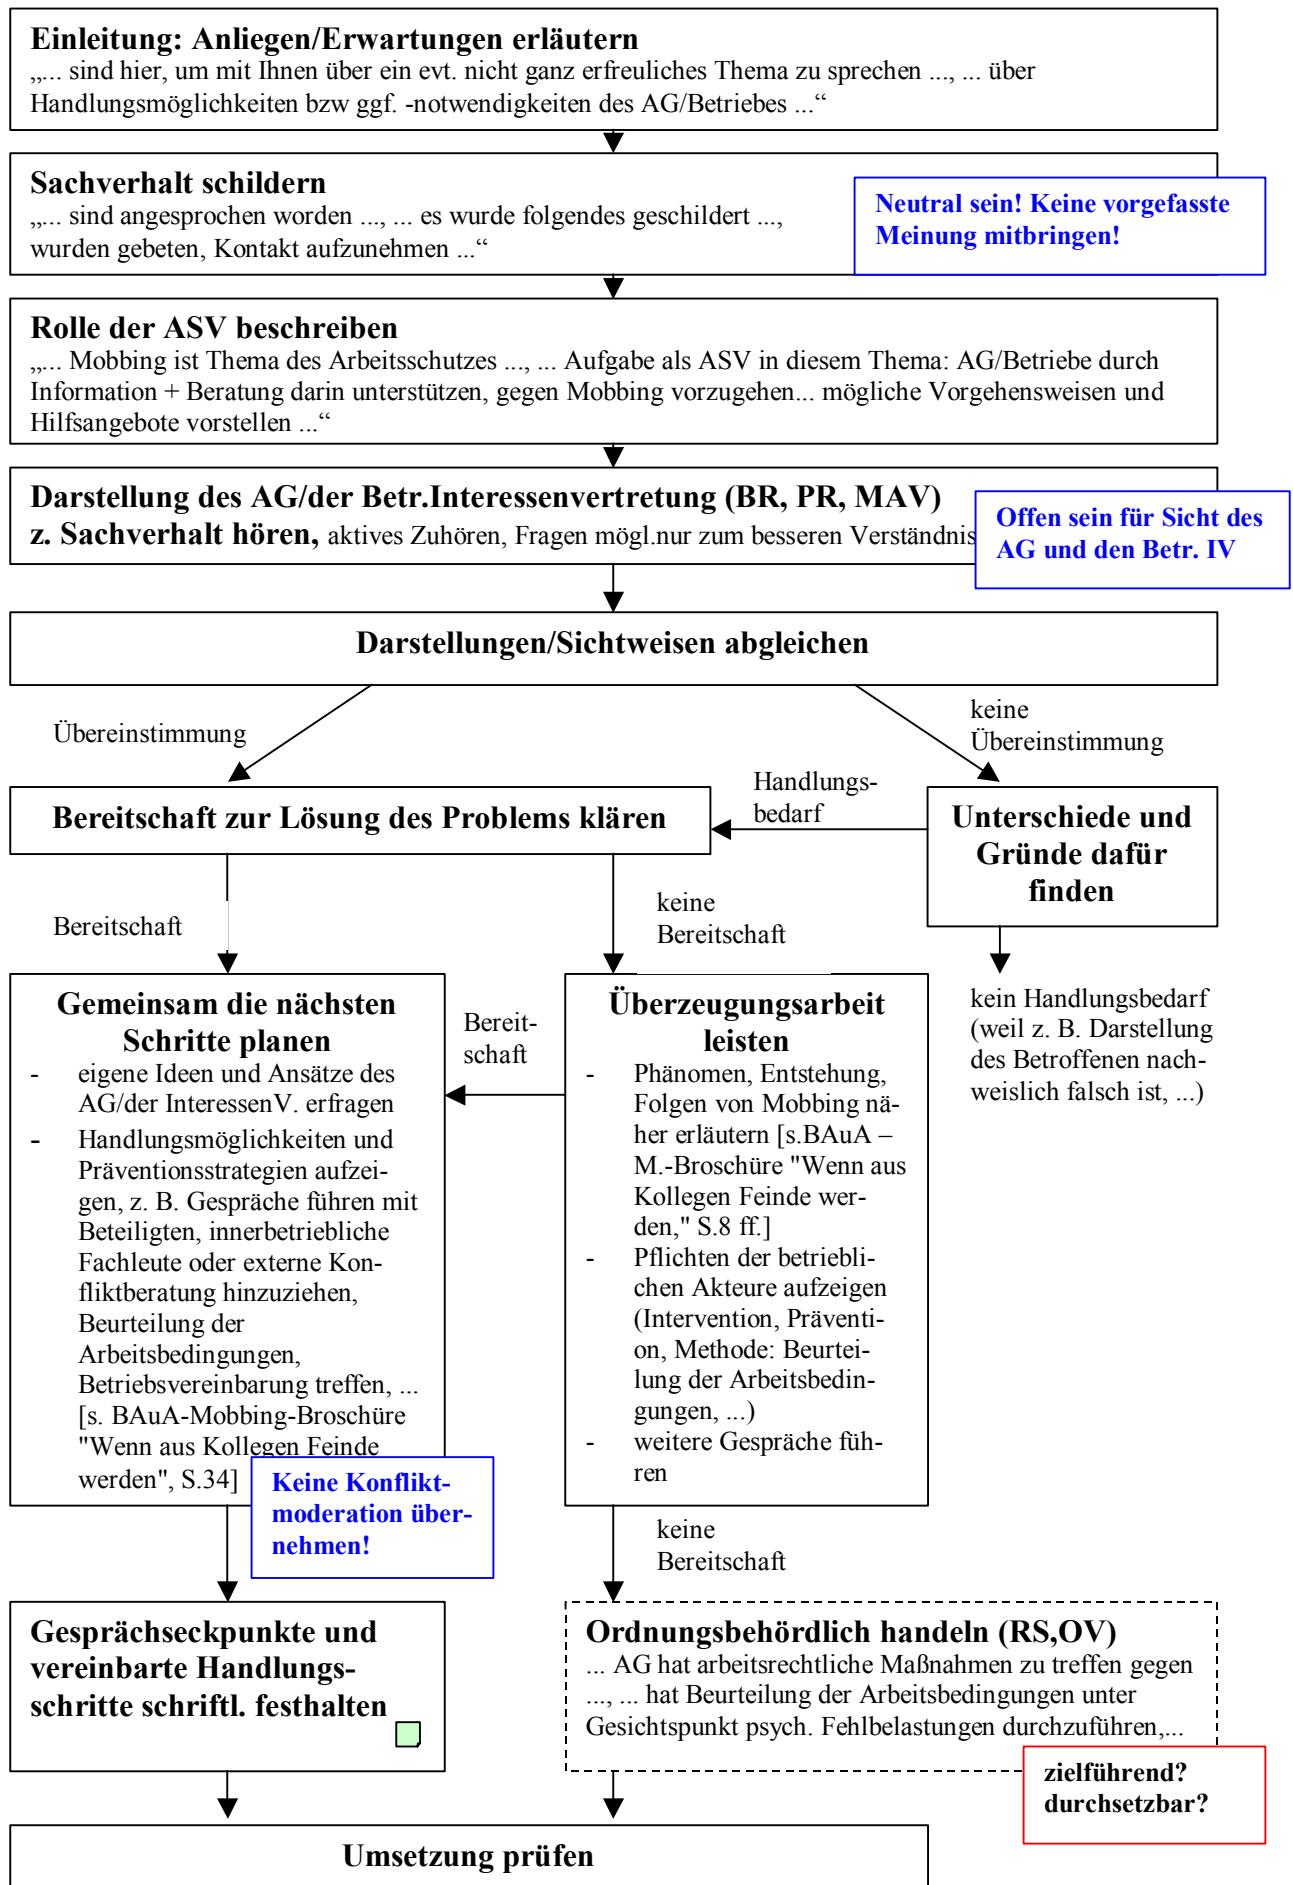 Einleitung: Anliegen/Erwartungen erläutern
„... sind hier, um mit Ihnen über ein evt. nicht ganz erfreuliches Thema zu sprechen ..., ... über
Handlungsmöglichkeiten bzw ggf. -notwendigkeiten des AG/Betriebes ...“
Sachverhalt schildern
„... sind angesprochen worden ..., ... es wurde folgendes geschildert ...,
wurden gebeten, Kontakt aufzunehmen ...“
Neutral sein! Keine vorgefasste
Meinung mitbringen!
Rolle der ASV beschreiben
„... Mobbing ist Thema des Arbeitsschutzes ..., ... Aufgabe als ASV in diesem Thema: AG/Betriebe durch
Information + Beratung darin unterstützen, gegen Mobbing vorzugehen... mögliche Vorgehensweisen und
Hilfsangebote vorstellen ...“
Darstellung des AG/der Betr.Interessenvertretung (BR, PR, MAV)
z. Sachverhalt hören, aktives Zuhören, Fragen mögl.nur zum besseren Verständnis
Offen sein für Sicht des
AG und den Betr. IV
Darstellungen/Sichtweisen abgleichen
Übereinstimmung
keine
Übereinstimmung
Bereitschaft zur Lösung des Problems klären
Handlungs-
bedarf
Unterschiede und
Gründe dafür
finden
Bereitschaft
keine
Bereitschaft
kein Handlungsbedarf
(weil z. B. Darstellung
des Betroffenen nach-
weislich falsch ist, ...)
Gemeinsam die nächsten
Schritte planen
- eigene Ideen und Ansätze des
AG/der InteressenV. erfragen
- Handlungsmöglichkeiten und
Präventionsstrategien aufzei-
gen, z. B. Gespräche führen mit
Beteiligten, innerbetriebliche
Fachleute oder externe Kon-
fliktberatung hinzuziehen,
Beurteilung der
Arbeitsbedingungen,
Betriebsvereinbarung treffen, ...
[s. BAuA-Mobbing-Broschüre
"Wenn aus Kollegen Feinde
werden", S.34]
Keine Konflikt-
moderation über-
nehmen!
Bereit-
schaft
Überzeugungsarbeit
leisten
- Phänomen, Entstehung,
Folgen von Mobbing nä-
her erläutern [s.BAuA –
M.-Broschüre "Wenn aus
Kollegen Feinde wer-
den," S.8 ff.]
- Pflichten der betriebli-
chen Akteure aufzeigen
(Intervention, Präventi-
on, Methode: Beurtei-
lung der Arbeitsbedin-
gungen, ...)
- weitere Gespräche füh-
ren
keine
Bereitschaft
Gesprächseckpunkte und
vereinbarte Handlungs-
schritte schriftl. festhalten
Ordnungsbehördlich handeln (RS,OV)
... AG hat arbeitsrechtliche Maßnahmen zu treffen gegen
..., ... hat Beurteilung der Arbeitsbedingungen unter
Gesichtspunkt psych. Fehlbelastungen durchzuführen,...
zielführend?
durchsetzbar?
Umsetzung prüfen